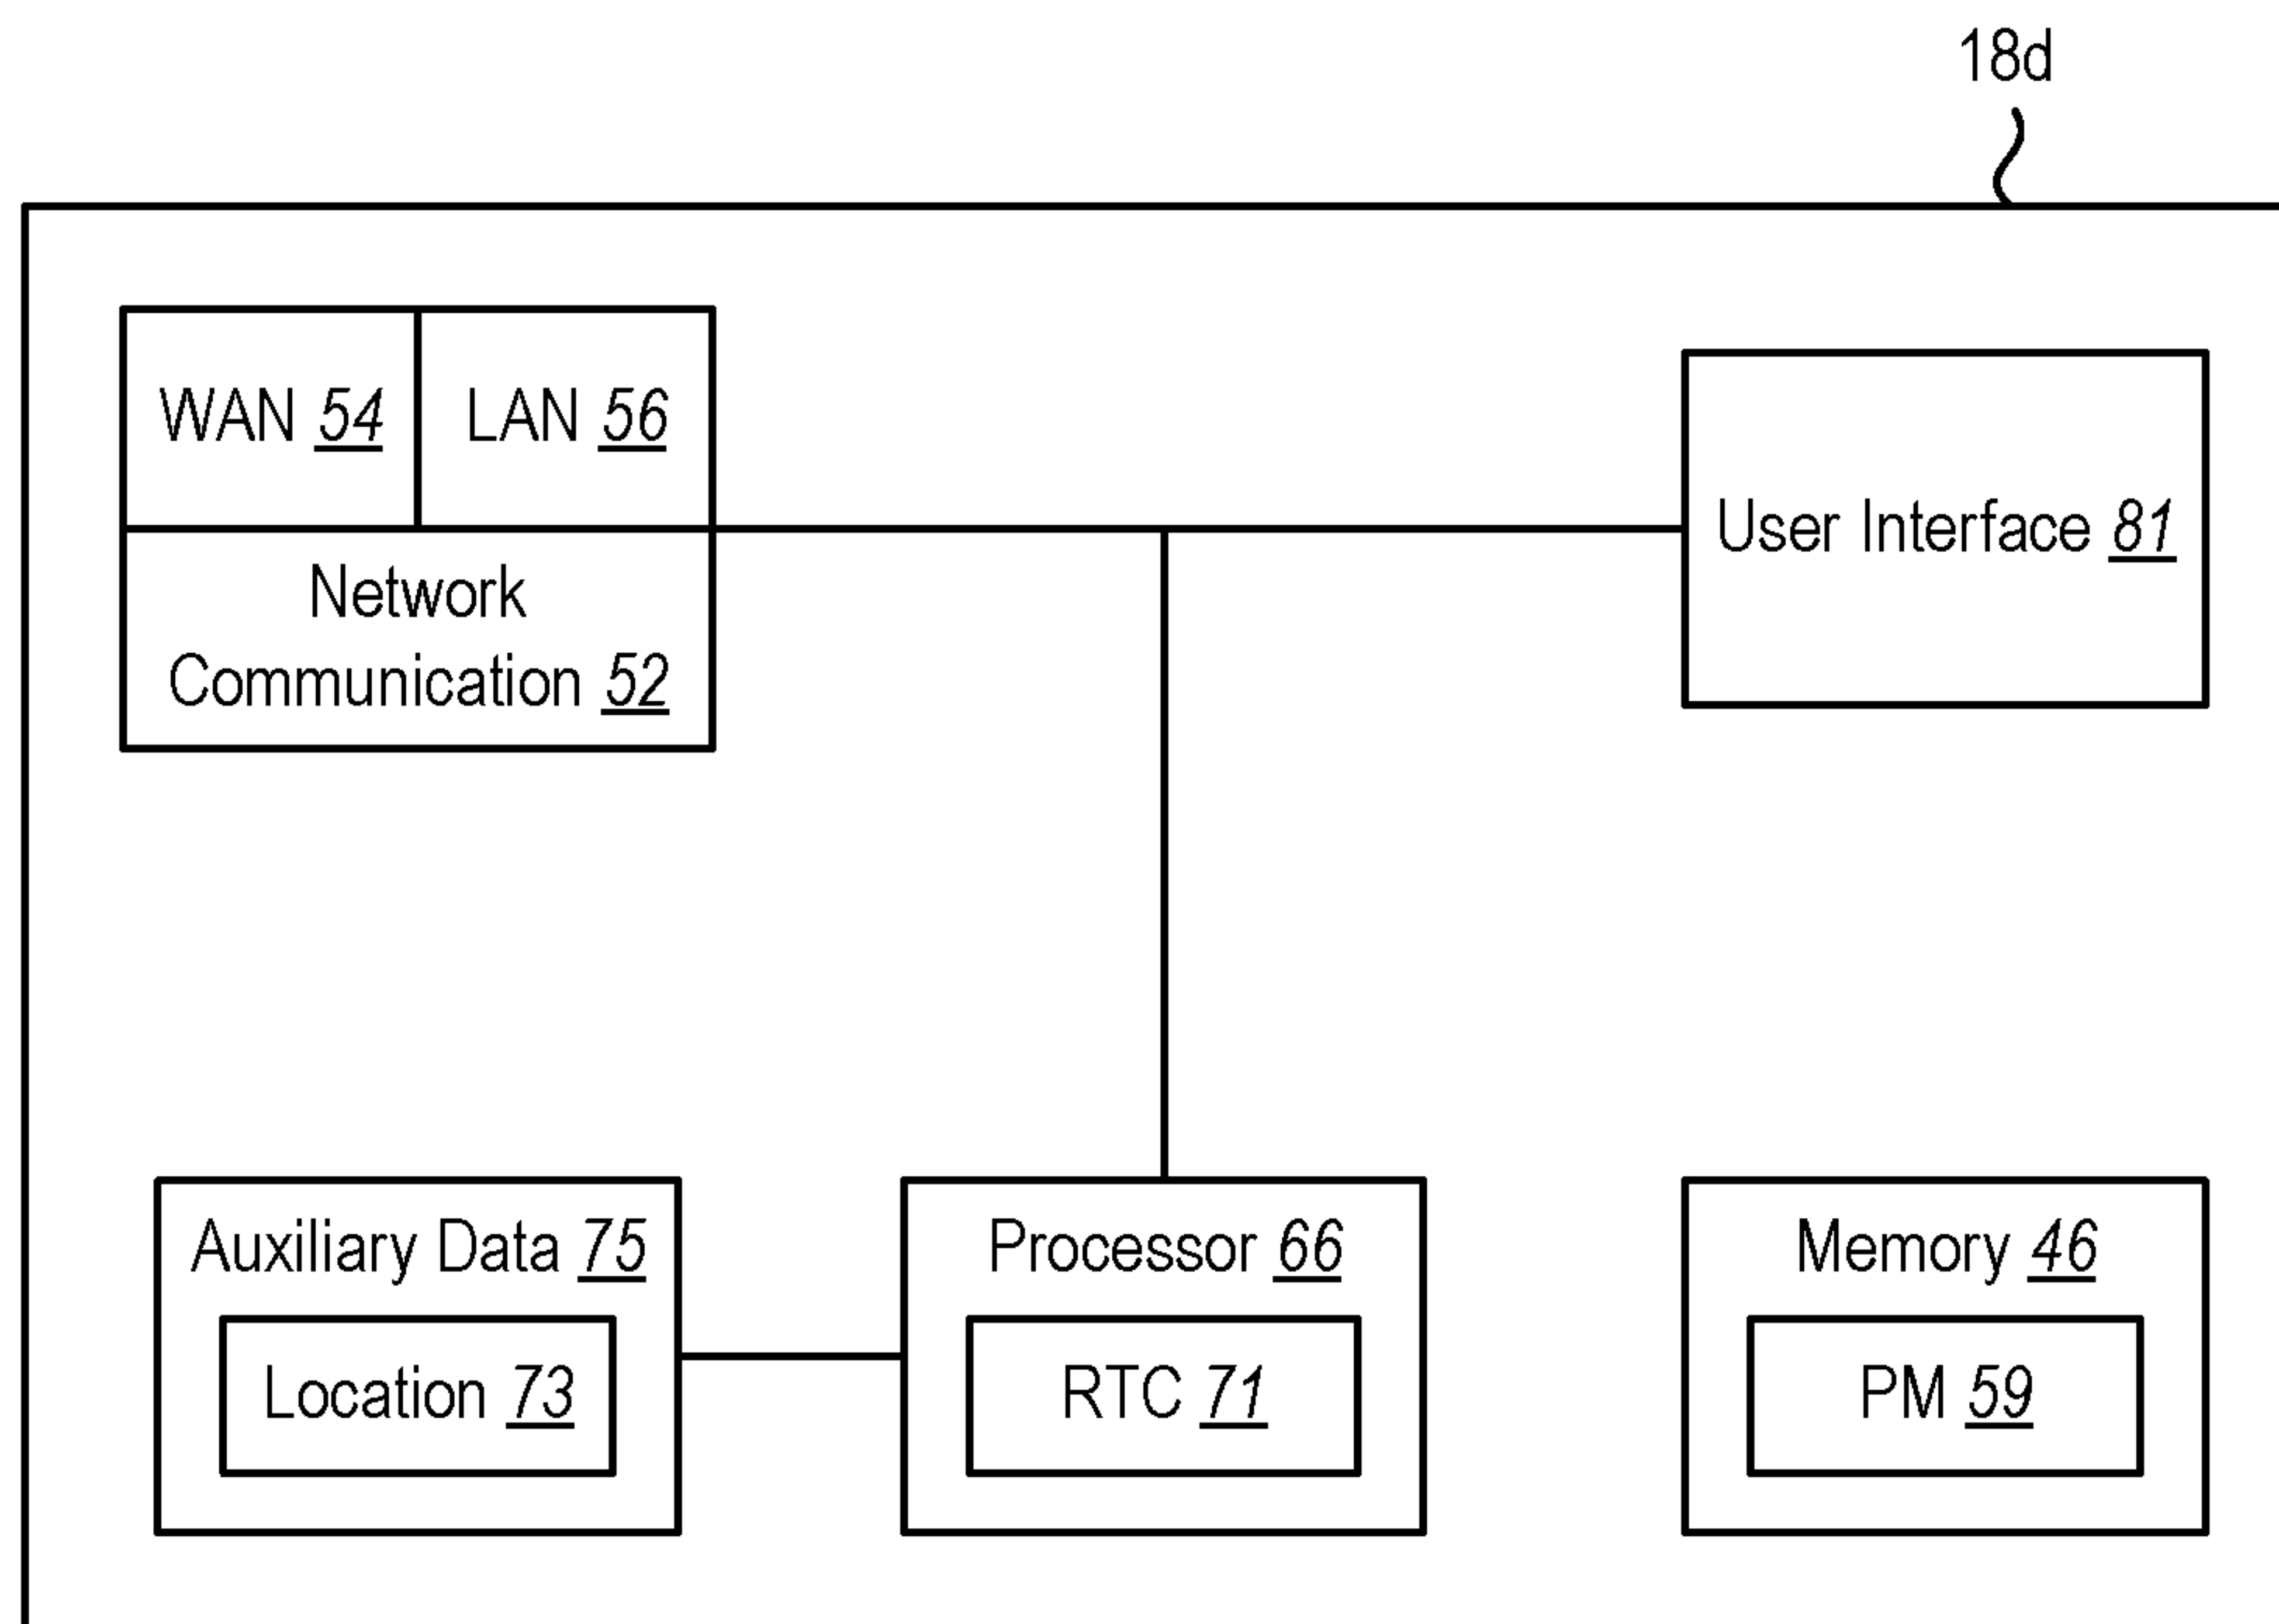 18d
WAN 54
LAN 56
Network
Communication 52
User Interface 81
Auxiliary Data 75
Location 73
Processor 66
RTC 71
Memory 46
PM 59